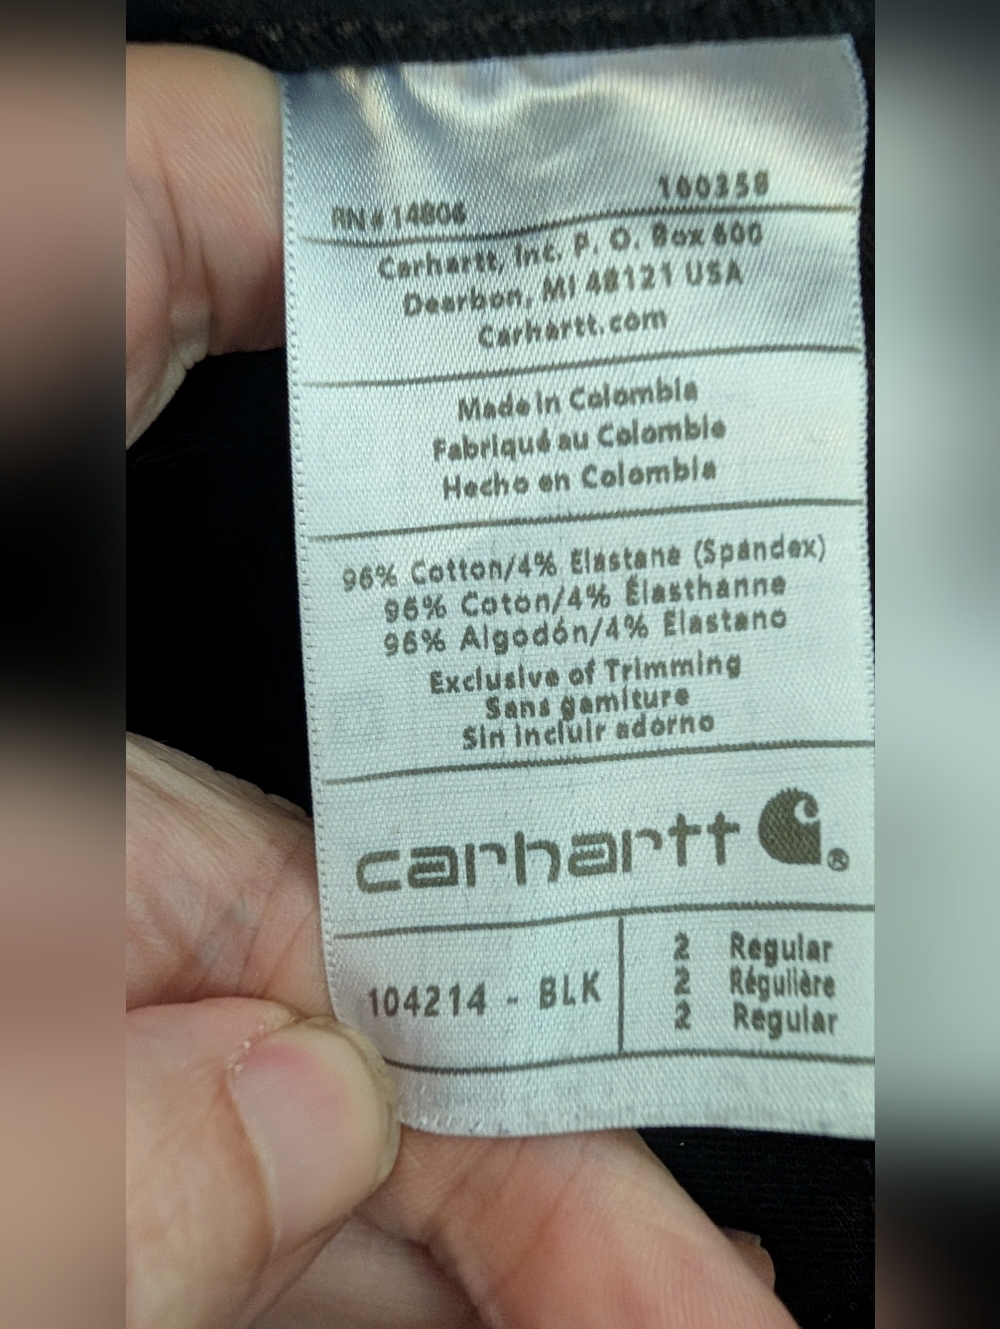 100358
RN # 14806
Carhartt, Inc. P. O. Box 600
Dearbon, MI 48121 USA
Carhartt.com
Made in Colombia
Fabriqué au Colombie
Hecho en Colombia
96% Cotton/4% Elastane (Spandex)
96% Coton/4% Élasthanne
96% Algodón/4% Elastano
Exclusive of Trimming
Sans garniture
Sin incluir adorno
carhartt ®
104214 - BLK
2 Regular
2 Régulière
2 Regular